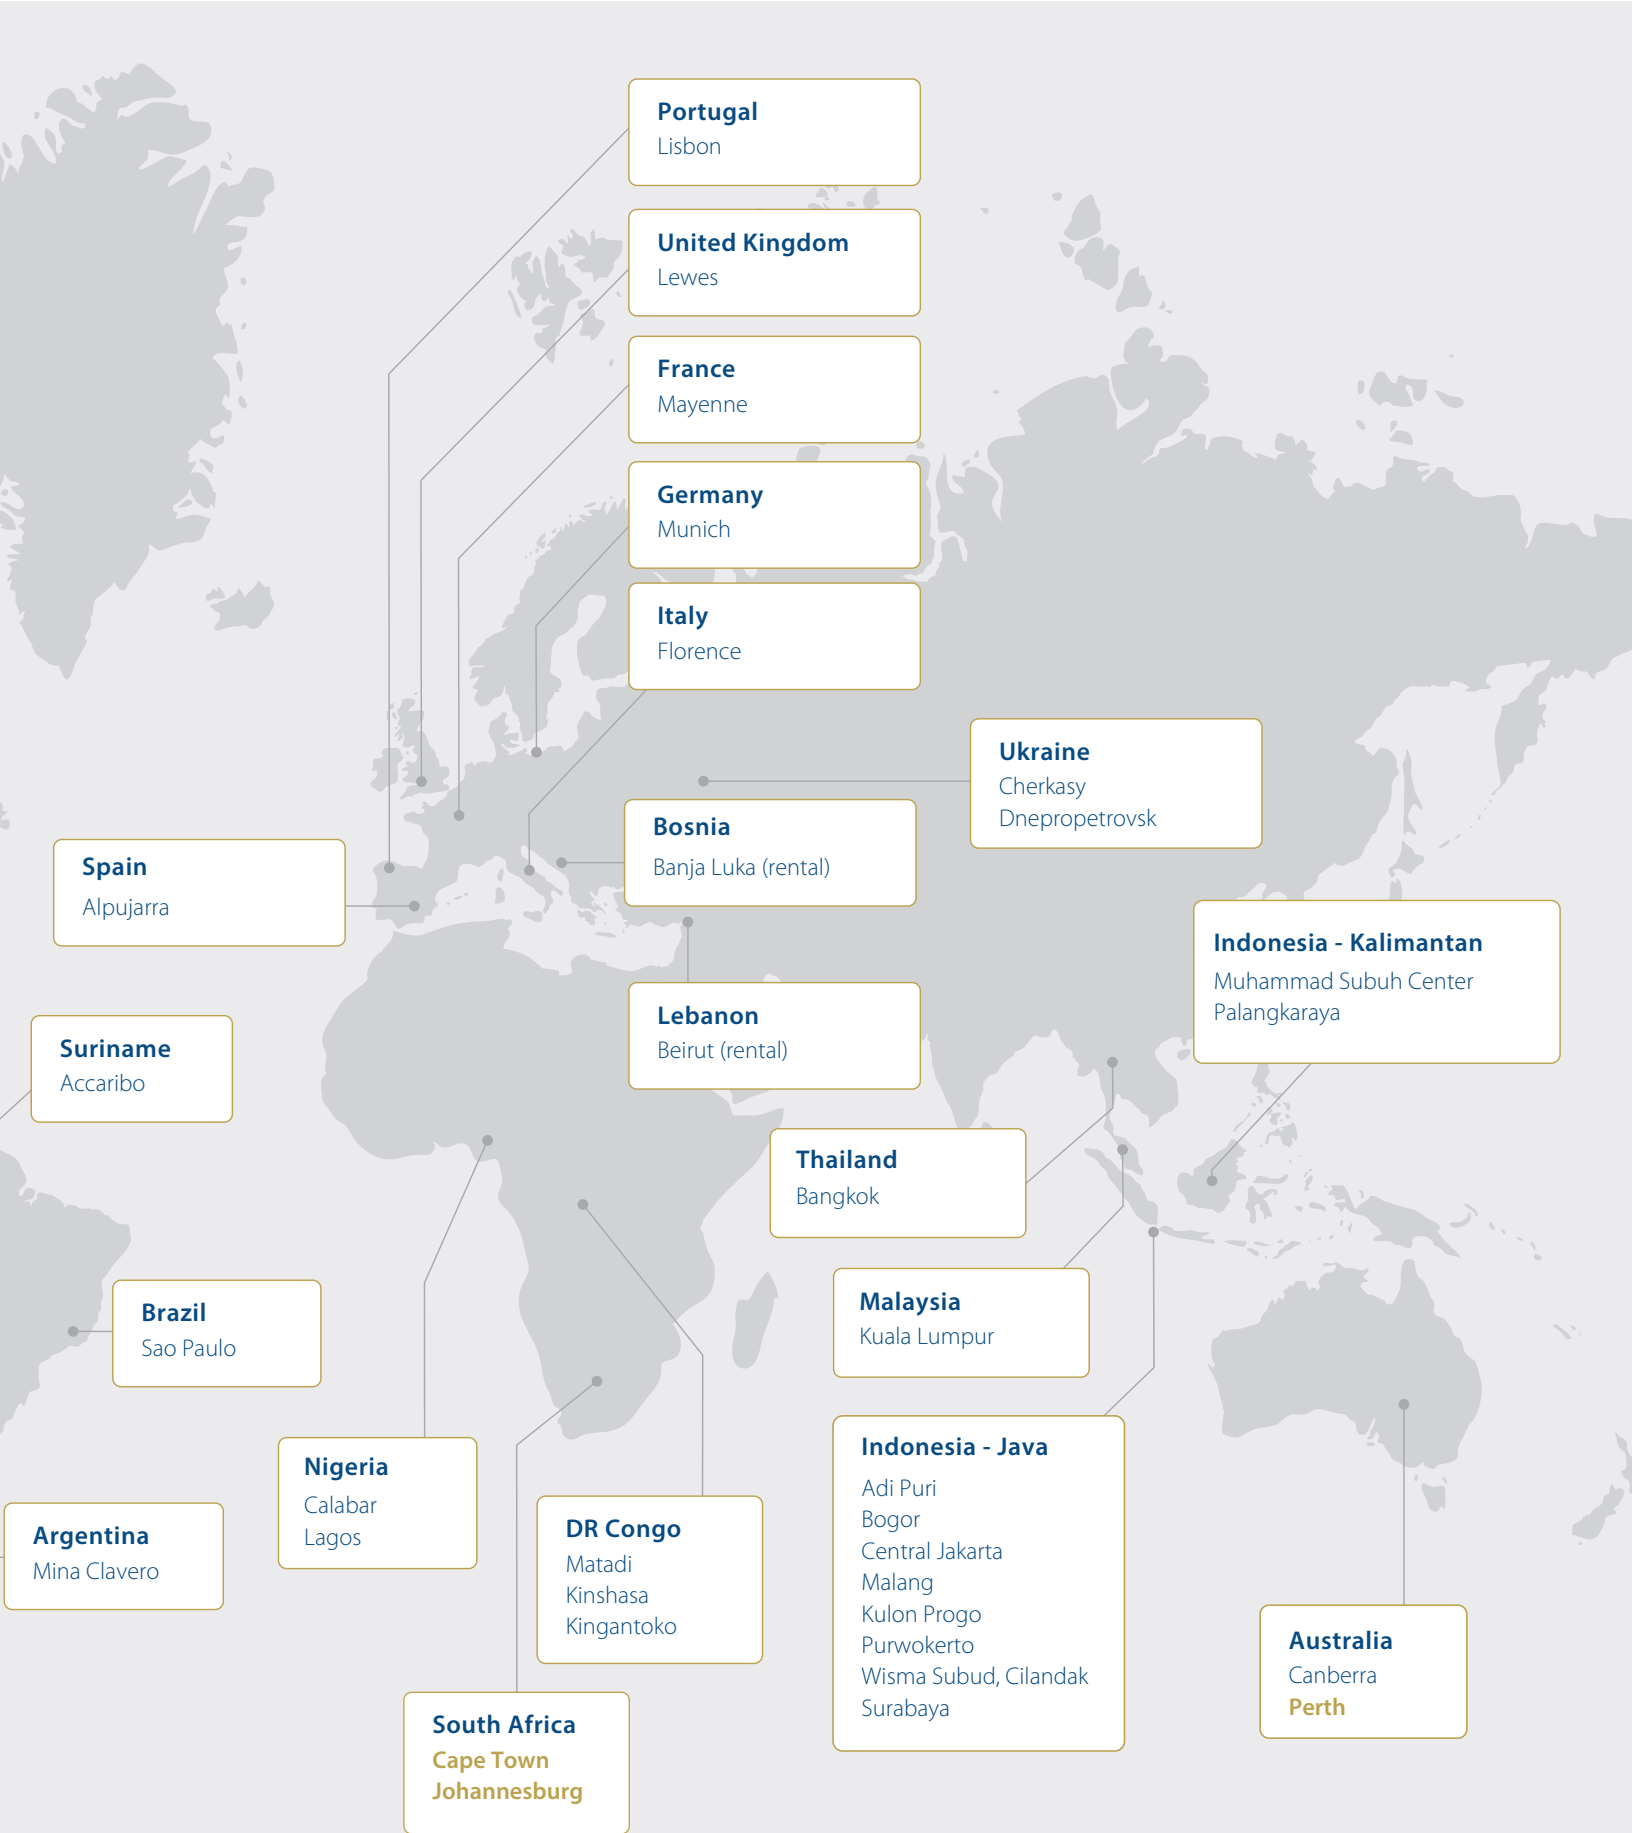 Portugal
Lisbon
United Kingdom
Lewes
France
Mayenne
Germany
Munich
Italy
Florence
Ukraine
Cherkasy
Dnepropetrovsk
Bosnia
Banja Luka (rental)
Spain
Alpujarra
Indonesia - Kalimantan
Muhammad Subuh Center
Palangkaraya
Lebanon
Beirut (rental)
Suriname
Accaribo
Thailand
Bangkok
Brazil
Sao Paulo
Malaysia
Kuala Lumpur
Nigeria
Calabar
Lagos
Indonesia - Java
Adi Puri
Bogor
Central Jakarta
Malang
Kulon Progo
Purwokerto
Wisma Subud, Cilandak
Surabaya
Argentina
Mina Clavero
DR Congo
Matadi
Kinshasa
Kingantoko
Australia
Canberra
Perth
South Africa
Cape Town
Johannesburg